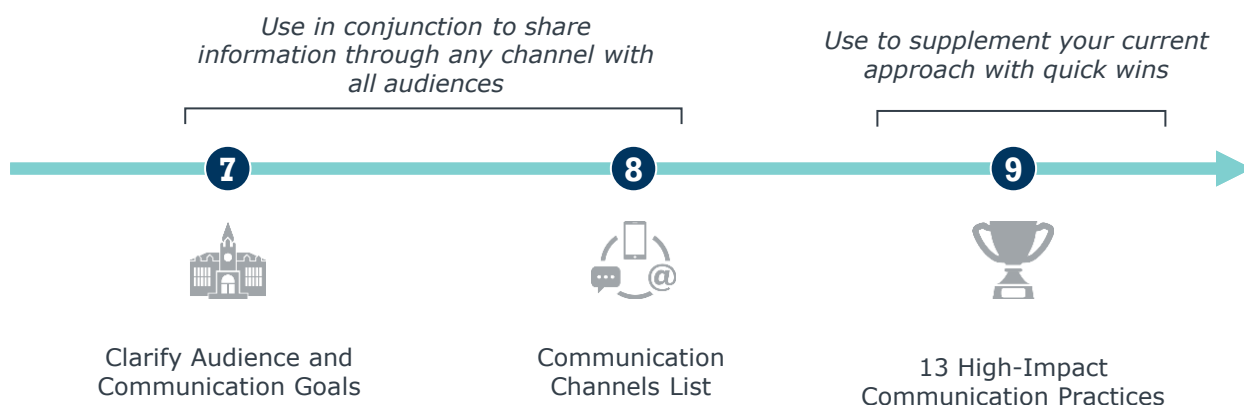 Use in conjunction to share
information through any channel with
all audiences
Use to supplement your current
approach with quick wins
7
8
9
@
Clarify Audience and
Communication Goals
Communication
Channels List
13 High-Impact
Communication Practices